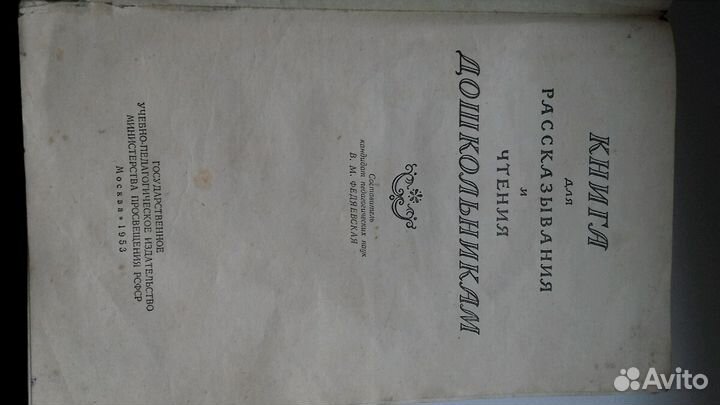 КНИГА
ДЛЯ
РАССКАЗЫВАНИЯ
И
ЧТЕНИЯ
ДОШКОЛЬНИКАМ
Составитель
кандидат педагогических наук
В. М. ФЕДЯЕВСКАЯ
ГОСУДАРСТВЕННОЕ
УЧЕБНО-ПЕДАГОГИЧЕСКОЕ ИЗДАТЕЛЬСТВО
МИНИСТЕРСТВА ПРОСВЕЩЕНИЯ РСФСР
Москва * 1953
Avito